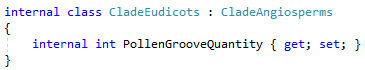 internal class CladeEudicots : CladeAngiosperms
{
    internal int PollenGrooveQuantity { get; set; }
}